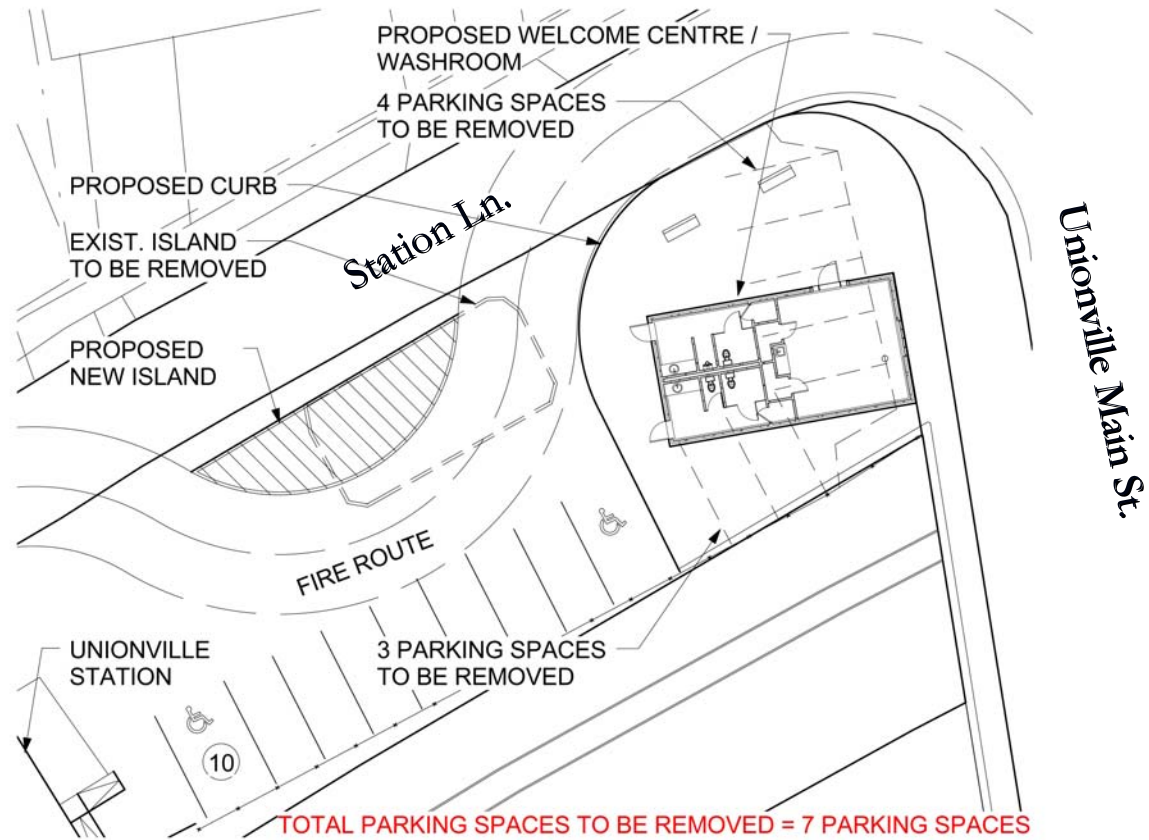 PROPOSED WELCOME CENTRE /
WASHROOM
4 PARKING SPACES
TO BE REMOVED
PROPOSED CURB
EXIST. ISLAND
TO BE REMOVED
Station Ln.
Unionville Main St.
PROPOSED
NEW ISLAND
FIRE ROUTE
UNIONVILLE
STATION
3 PARKING SPACES
TO BE REMOVED
10
TOTAL PARKING SPACES TO BE REMOVED = 7 PARKING SPACES